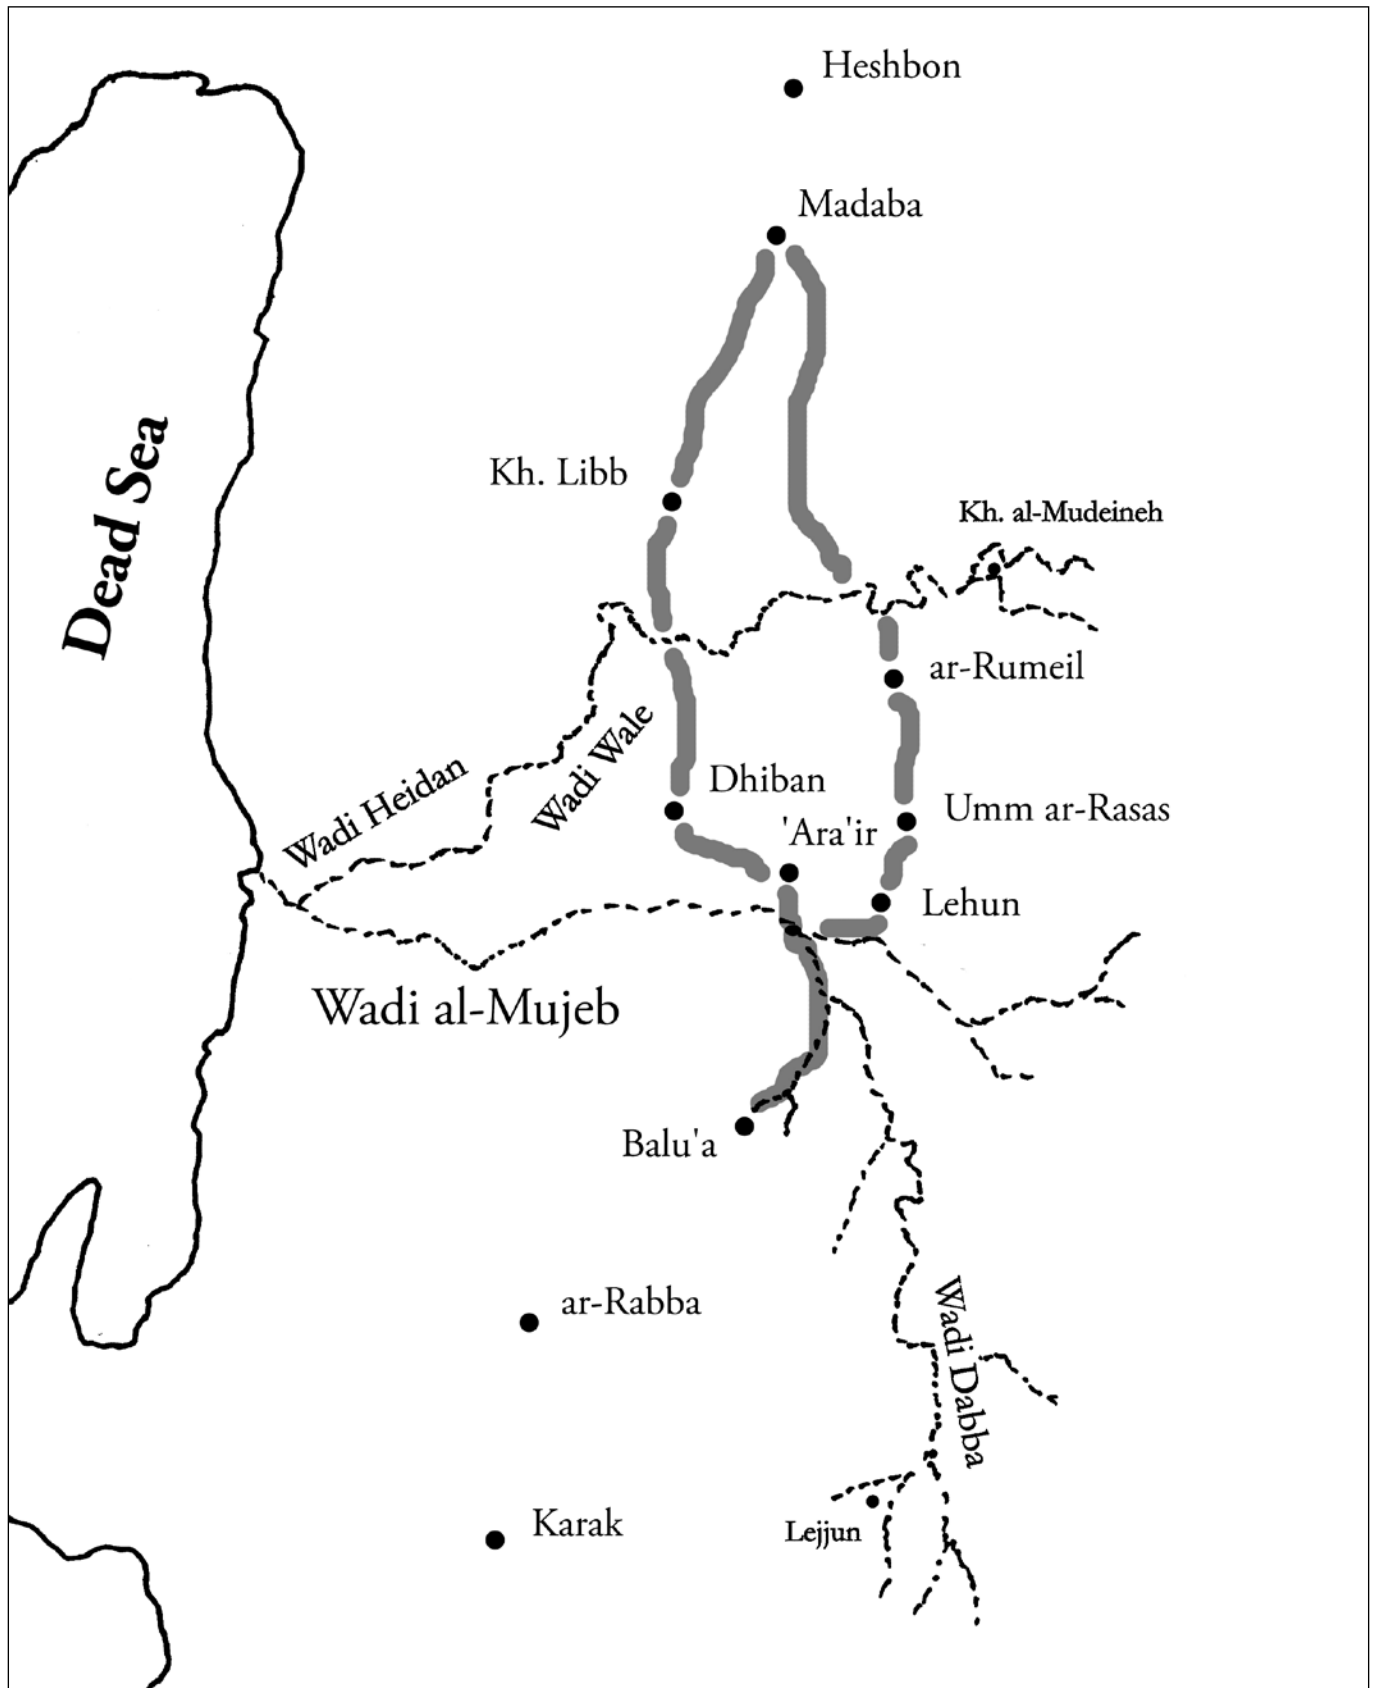 Heshbon
Madaba
Dead Sea
Kh. Libb
Kh. al-Mudeineh
ar-Rumeil
Wadi Wale
Wadi Heidan
Dhiban
Umm ar-Rasas
'Ara'ir
Lehun
Wadi al-Mujeb
Balu'a
ar-Rabba
Wadi Dabba
Karak
Lejjun